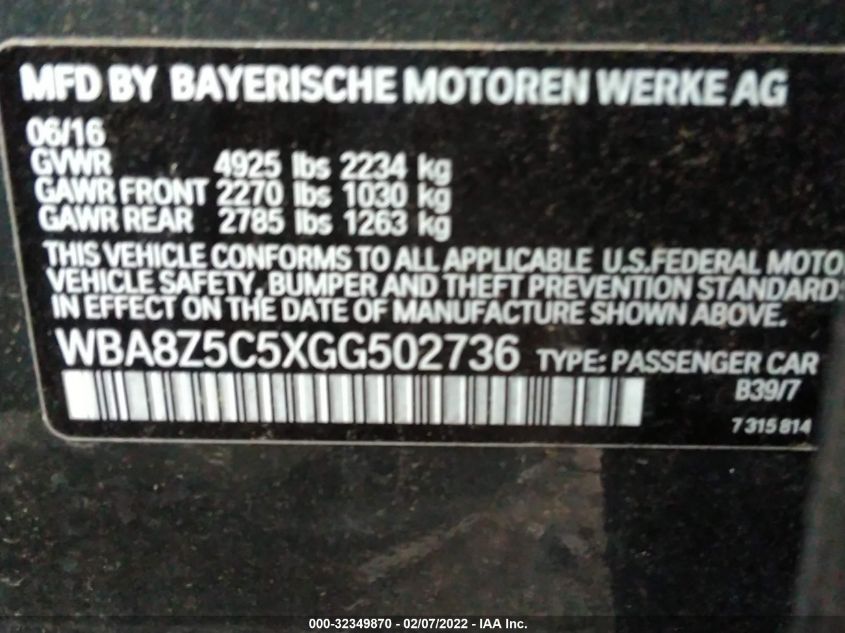 MFD BY BAYERISCHE MOTOREN WERKE AG
06/16
GVWR 4925 lbs 2234 kg
GAWR FRONT 2270 lbs 1030 kg
GAWR REAR 2785 lbs 1263 kg
THIS VEHICLE CONFORMS TO ALL APPLICABLE U.S.FEDERAL MOTO
VEHICLE SAFETY, BUMPER AND THEFT PREVENTION STANDARDS
IN EFFECT ON THE DATE OF MANUFACTURE SHOWN ABOVE.
WBA8Z5C5XGG502736 TYPE: PASSENGER CAR
B39/7
7 315 814
000-32349870 - 02/07/2022 - IAA Inc.